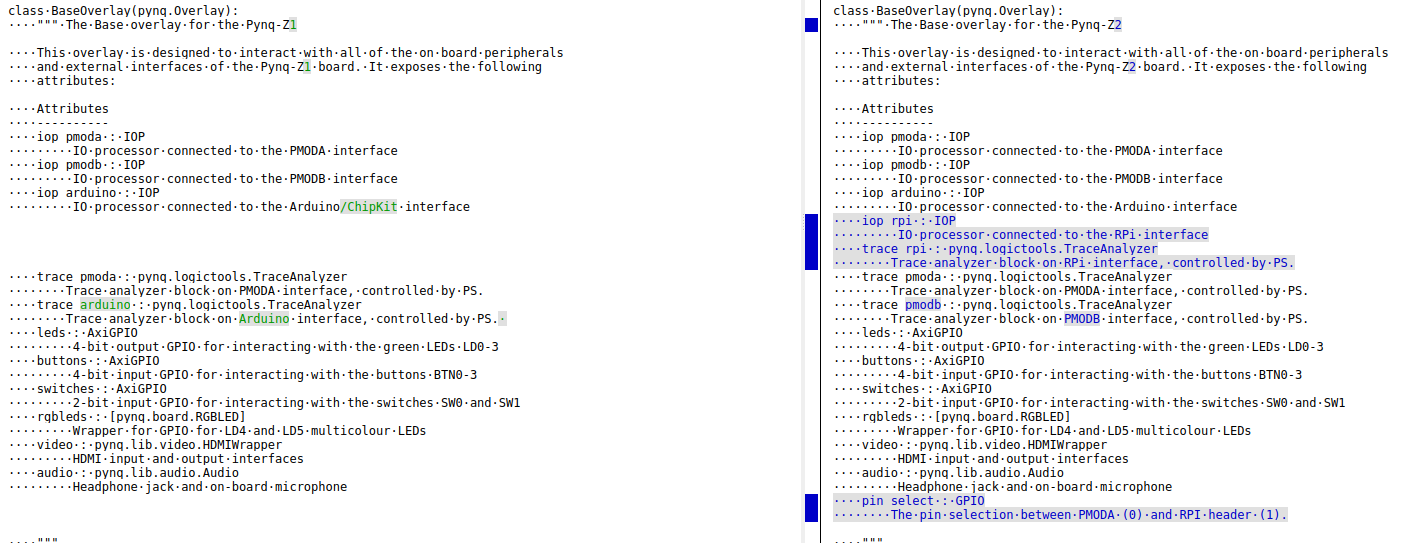 class BaseOverlay(pynq.Overlay):
    """ The Base overlay for the Pynq-Z1
    This overlay is designed to interact with all of the on board peripherals
    and external interfaces of the Pynq-Z1 board. It exposes the following
    attributes:
    Attributes
    ----------
    iop pmoda : IOP
         IO processor connected to the PMODA interface
    iop pmodb : IOP
         IO processor connected to the PMODB interface
    iop arduino : IOP
         IO processor connected to the Arduino/ChipKit interface
    trace pmoda : pynq.logictools.TraceAnalyzer
        Trace analyzer block on PMODA interface, controlled by PS.
    trace arduino : pynq.logictools.TraceAnalyzer
        Trace analyzer block on Arduino interface, controlled by PS.
    leds : AxiGPIO
         4-bit output GPIO for interacting with the green LEDs LD0-3
    buttons : AxiGPIO
         4-bit input GPIO for interacting with the buttons BTN0-3
    switches : AxiGPIO
         2-bit input GPIO for interacting with the switches SW0 and SW1
    rgbleds : [pynq.board.RGBLED]
         Wrapper for GPIO for LD4 and LD5 multicolour LEDs
    video : pynq.lib.video.HDMIWrapper
         HDMI input and output interfaces
    audio : pynq.lib.audio.Audio
         Headphone jack and on-board microphone
    """
class BaseOverlay(pynq.Overlay):
    """ The Base overlay for the Pynq-Z2
    This overlay is designed to interact with all of the on board peripherals
    and external interfaces of the Pynq-Z2 board. It exposes the following
    attributes:
    Attributes
    ----------
    iop pmoda : IOP
         IO processor connected to the PMODA interface
    iop pmodb : IOP
         IO processor connected to the PMODB interface
    iop arduino : IOP
         IO processor connected to the Arduino interface
    iop rpi : IOP
         IO processor connected to the RPi interface
    trace rpi : pynq.logictools.TraceAnalyzer
        Trace analyzer block on RPi interface, controlled by PS.
    trace pmoda : pynq.logictools.TraceAnalyzer
        Trace analyzer block on PMODA interface, controlled by PS.
    trace pmodb : pynq.logictools.TraceAnalyzer
        Trace analyzer block on PMODB interface, controlled by PS.
    leds : AxiGPIO
         4-bit output GPIO for interacting with the green LEDs LD0-3
    buttons : AxiGPIO
         4-bit input GPIO for interacting with the buttons BTN0-3
    switches : AxiGPIO
         2-bit input GPIO for interacting with the switches SW0 and SW1
    rgbleds : [pynq.board.RGBLED]
         Wrapper for GPIO for LD4 and LD5 multicolour LEDs
    video : pynq.lib.video.HDMIWrapper
         HDMI input and output interfaces
    audio : pynq.lib.audio.Audio
         Headphone jack and on-board microphone
    pin select : GPIO
        The pin selection between PMODA (0) and RPI header (1).
    """